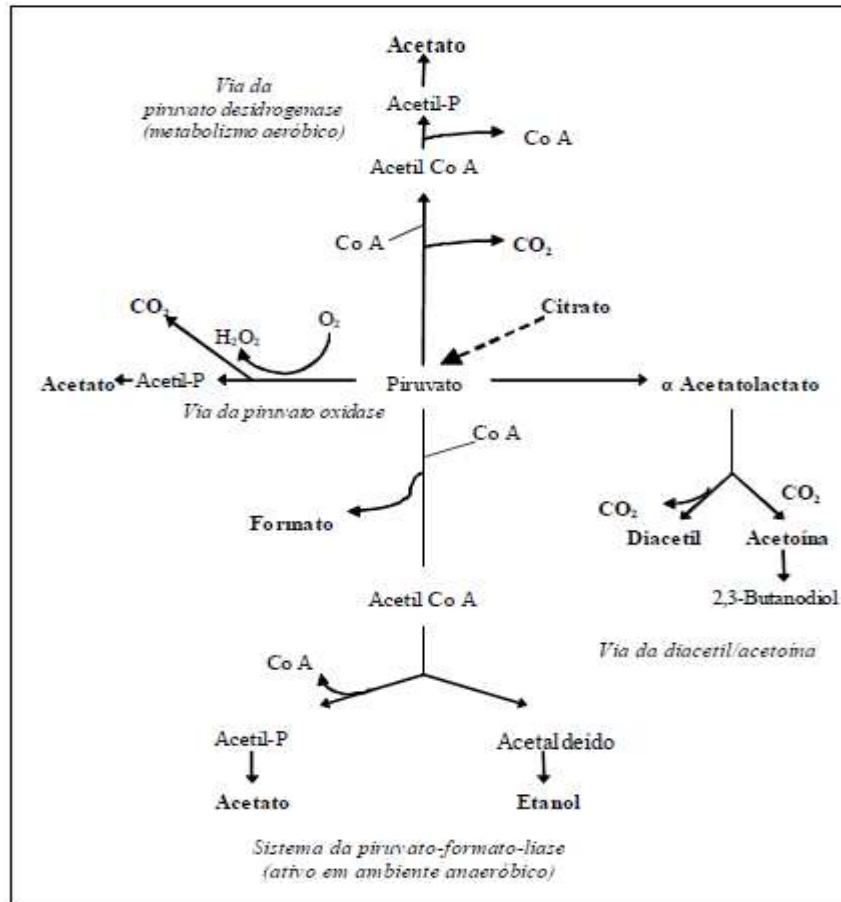 Acetato
Via da
piruvato desidrogenase
(metabolismo aeróbico)
Acetil-P
Co A
Acetil Co A
Co A
CO₂
CO₂
H₂O₂
O₂
Citrato
Acetato
Acetil-P
Piruvato
α Acetatolactato
Via da piruvato oxidase
Co A
Formato
CO₂
CO₂
Diacetil
Acetoína
Acetil Co A
2,3-Butanodiol
Via da diacetil/acetoína
Co A
Acetil-P
Acetaldeído
Acetato
Etanol
Sistema da piruvato-formato-liase
(ativo em ambiente anaeróbico)